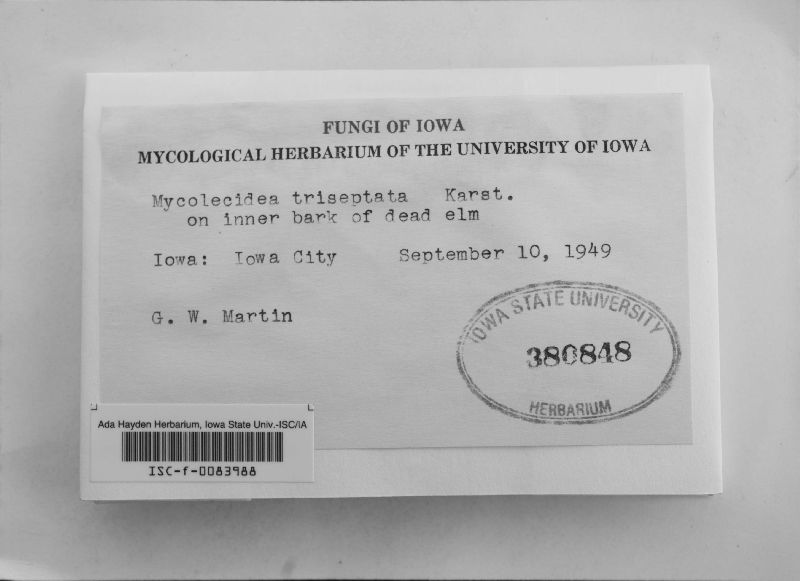 FUNGI OF IOWA
MYCOLOGICAL HERBARIUM OF THE UNIVERSITY OF IOWA
Mycolecidea triseptata Karst.
on inner bark of dead elm
Iowa: Iowa City September 10, 1949
G. W. Martin
IOWA STATE UNIVERSITY
380848
HERBARIUM
Ada Hayden Herbarium, Iowa State Univ.-ISC/IA
ISC-f-0083988